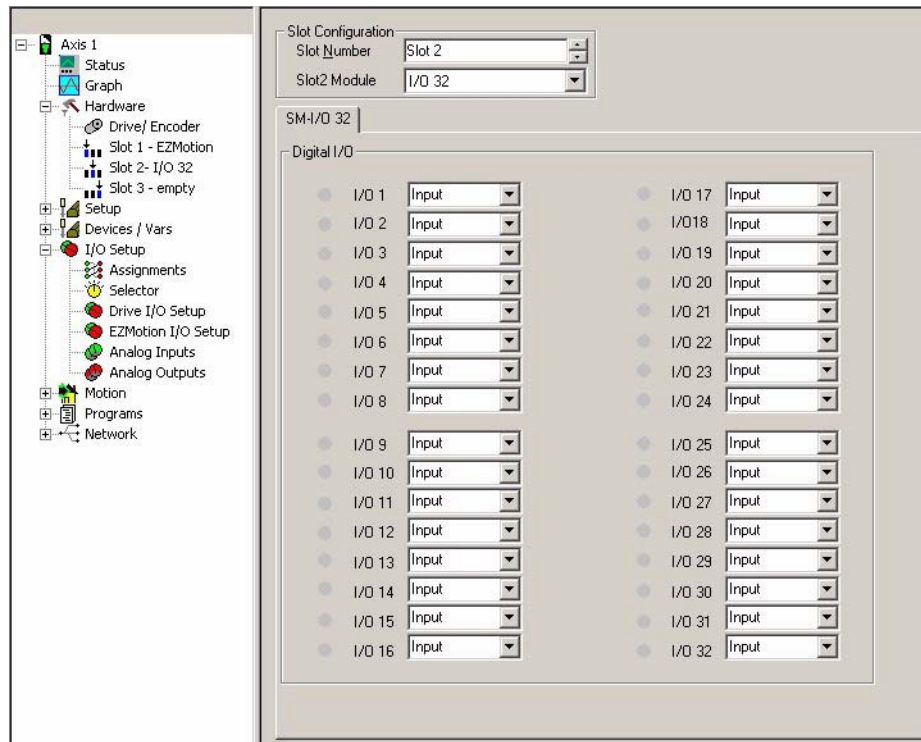 Axis 1
Status
Graph
Hardware
Drive/ Encoder
Slot 1 - EZMotion
Slot 2- I/O 32
Slot 3 - empty
Setup
Devices / Vars
I/O Setup
Assignments
Selector
Drive I/O Setup
EZMotion I/O Setup
Analog Inputs
Analog Outputs
Motion
Programs
Network
Slot Configuration
Slot Number Slot 2
Slot2 Module I/O 32
SM-I/O 32
Digital I/O
I/O 1 Input
I/O 2 Input
I/O 3 Input
I/O 4 Input
I/O 5 Input
I/O 6 Input
I/O 7 Input
I/O 8 Input
I/O 9 Input
I/O 10 Input
I/O 11 Input
I/O 12 Input
I/O 13 Input
I/O 14 Input
I/O 15 Input
I/O 16 Input
I/O 17 Input
I/O18 Input
I/O 19 Input
I/O 20 Input
I/O 21 Input
I/O 22 Input
I/O 23 Input
I/O 24 Input
I/O 25 Input
I/O 26 Input
I/O 27 Input
I/O 28 Input
I/O 29 Input
I/O 30 Input
I/O 31 Input
I/O 32 Input